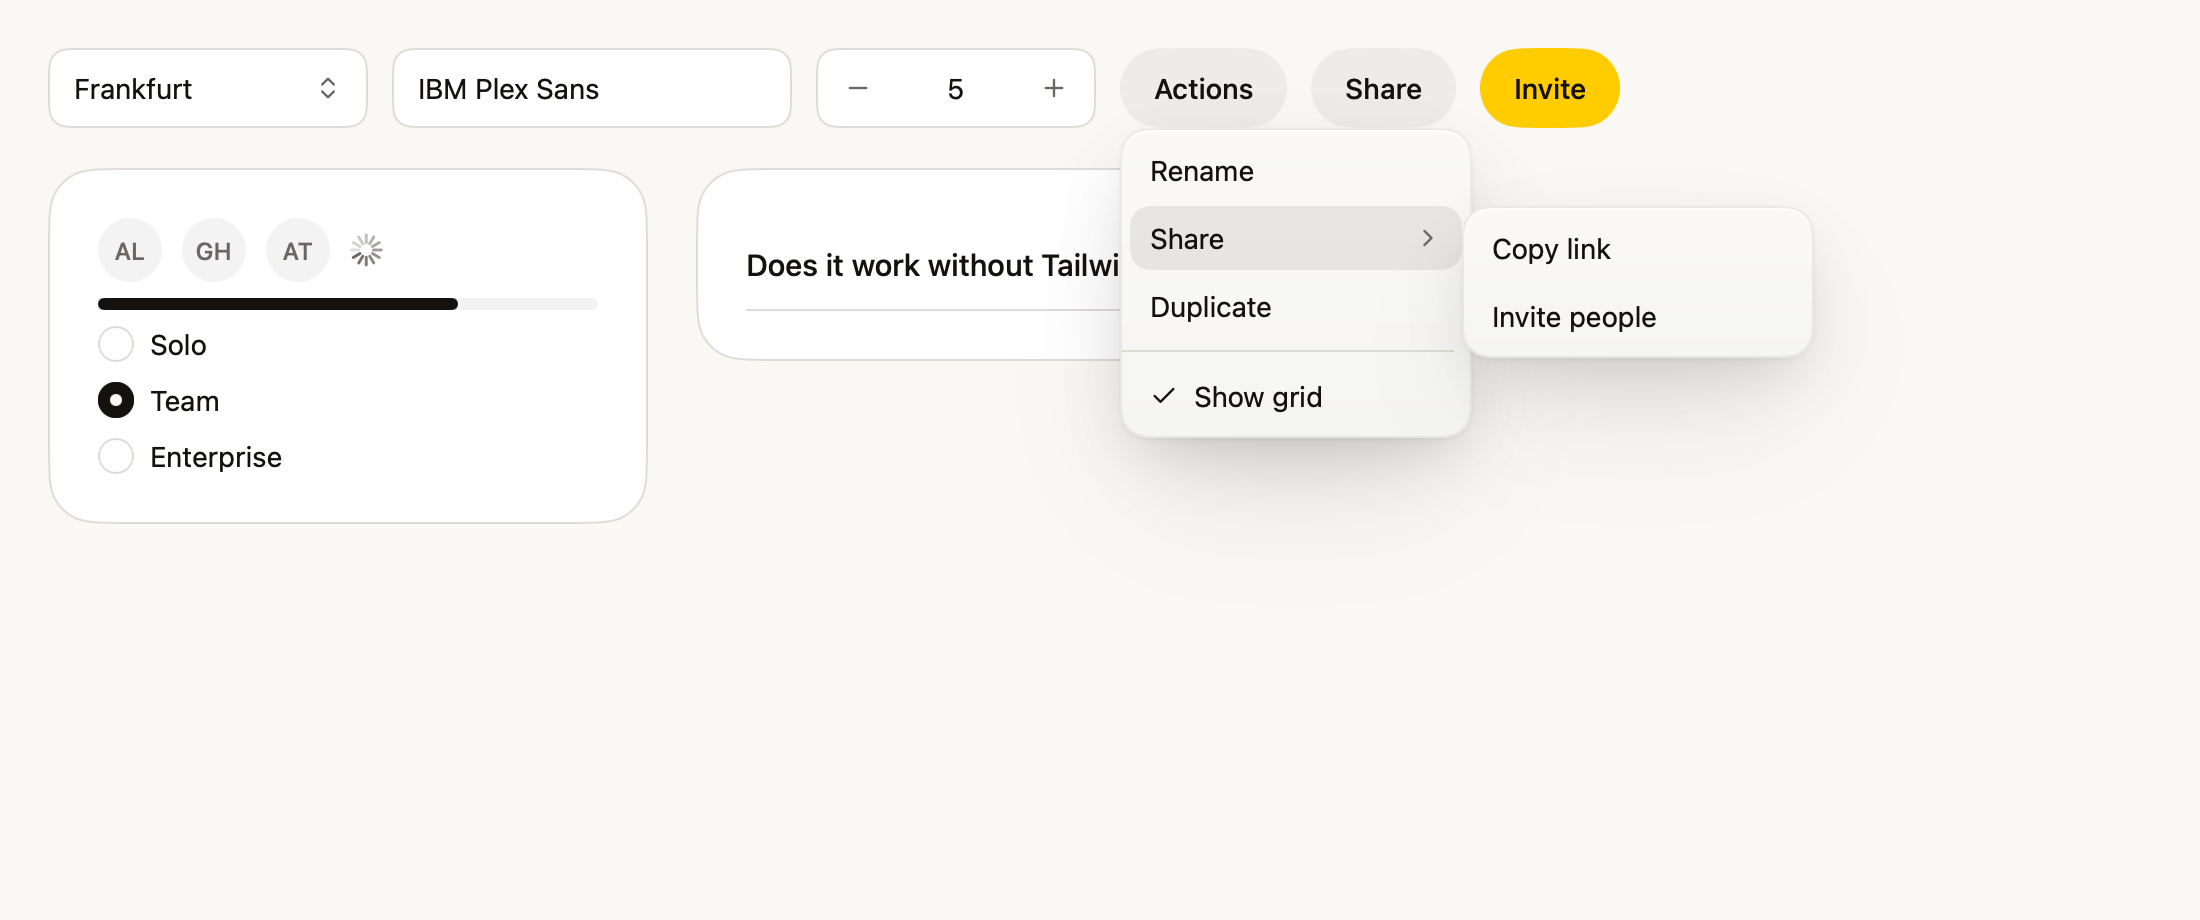 Frankfurt
IBM Plex Sans
5
Actions
Share
Invite
AL
GH
AT
Solo
Team
Enterprise
Does it work without
Rename
Share
Duplicate
Show grid
Copy link
Invite people